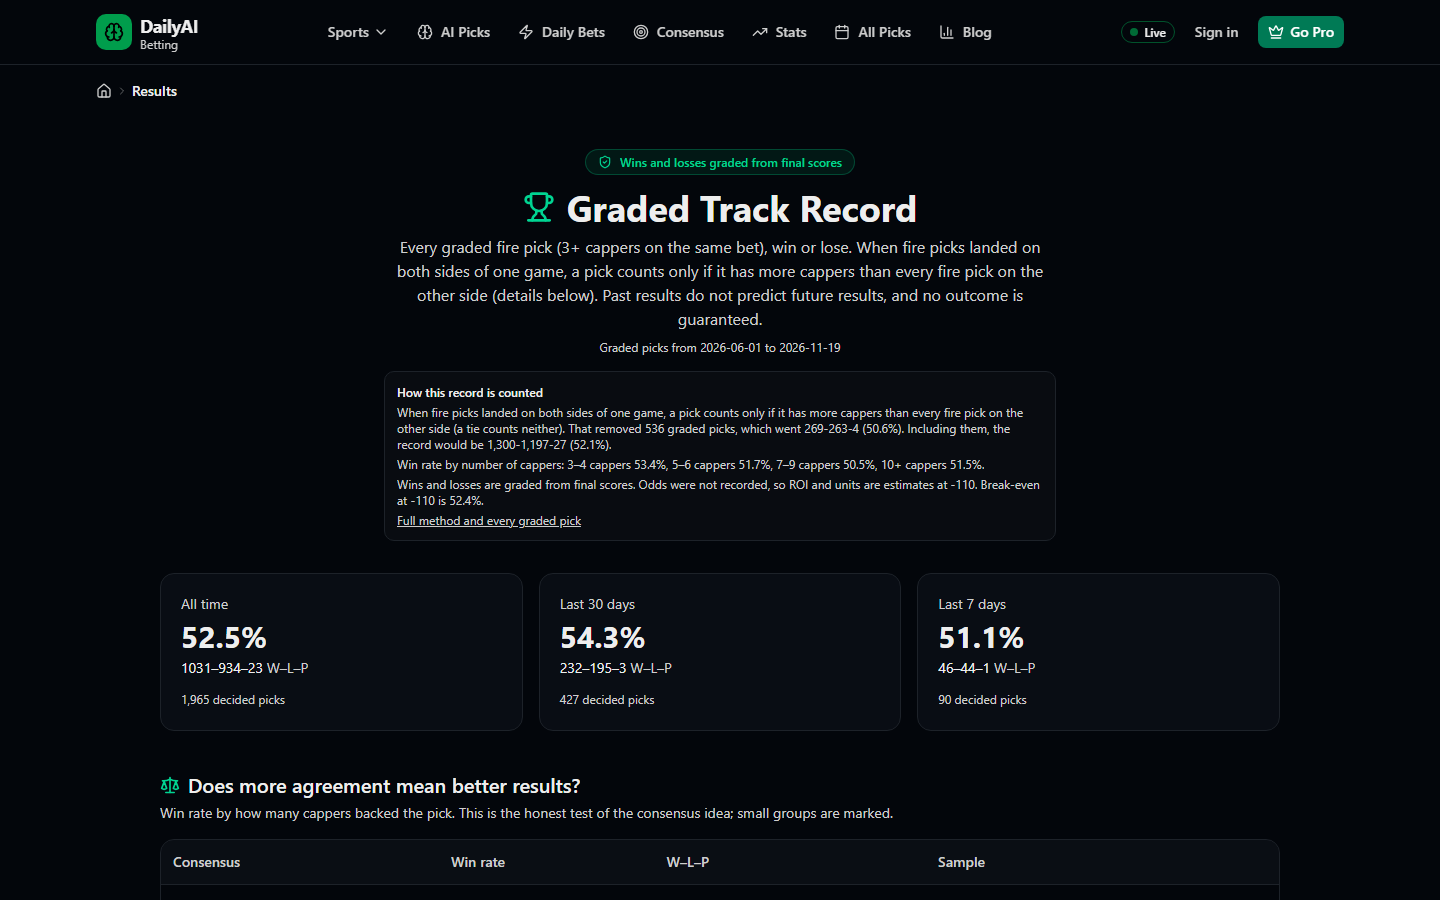 DailyAI
Betting
Sports
AI Picks
Daily Bets
Consensus
Stats
All Picks
Blog
Live
Sign in
Go Pro
Results
Wins and losses graded from final scores
Graded Track Record
Every graded fire pick (3+ cappers on the same bet), win or lose. When fire picks landed on
both sides of one game, a pick counts only if it has more cappers than every fire pick on the
other side (details below). Past results do not predict future results, and no outcome is
guaranteed.
Graded picks from 2026-06-01 to 2026-11-19
How this record is counted
When fire picks landed on both sides of one game, a pick counts only if it has more cappers than every fire pick on the
other side (a tie counts neither). That removed 536 graded picks, which went 269-263-4 (50.6%). Including them, the
record would be 1,300-1,197-27 (52.1%).
Win rate by number of cappers: 3–4 cappers 53.4%, 5–6 cappers 51.7%, 7–9 cappers 50.5%, 10+ cappers 51.5%.
Wins and losses are graded from final scores. Odds were not recorded, so ROI and units are estimates at -110. Break-even
at -110 is 52.4%.
Full method and every graded pick
All time
52.5%
1031–934–23 W–L–P
1,965 decided picks
Last 30 days
54.3%
232–195–3 W–L–P
427 decided picks
Last 7 days
51.1%
46–44–1 W–L–P
90 decided picks
Does more agreement mean better results?
Win rate by how many cappers backed the pick. This is the honest test of the consensus idea; small groups are marked.
Consensus
Win rate
W–L–P
Sample